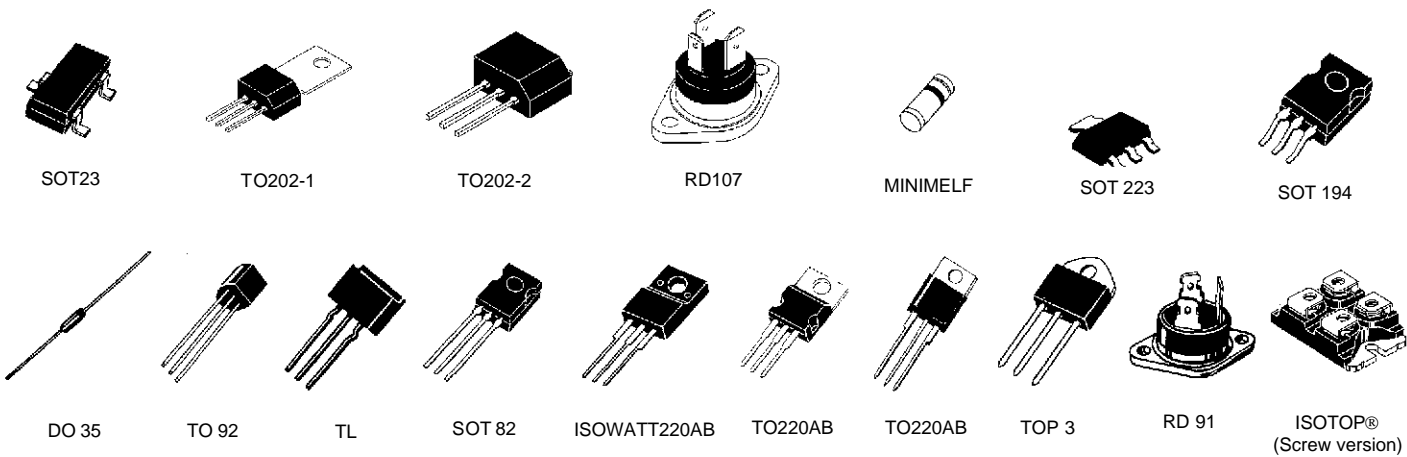 SOT23
TO202-1
TO202-2
RD107
MINIMELF
SOT 223
SOT 194
DO 35
TO 92
TL
SOT 82
ISOWATT220AB
TO220AB
TO220AB
TOP 3
RD 91
ISOTOP®
(Screw version)